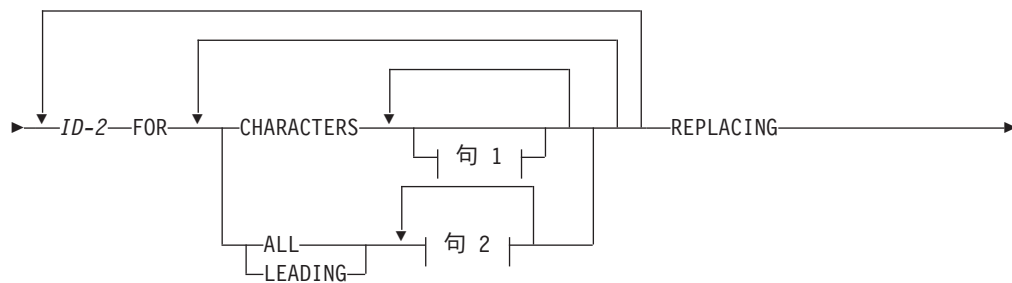 ID-2 FOR CHARACTERS REPLACING
句 1
ALL 句 2
LEADING